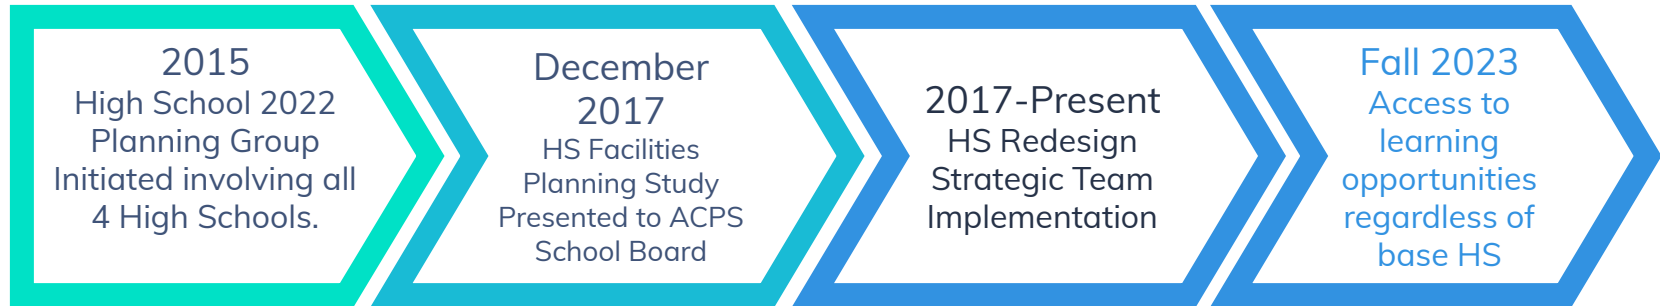 2015
High School 2022
Planning Group
Initiated involving all
4 High Schools.
December
2017
HS Facilities
Planning Study
Presented to ACPS
School Board
2017-Present
HS Redesign
Strategic Team
Implementation
Fall 2023
Access to
learning
opportunities
regardless of
base HS